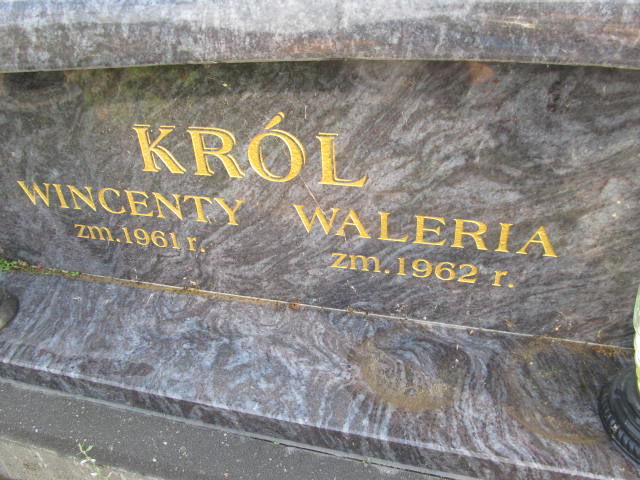 KRÓL
WINCENTY
zm. 1961 r.
WALERIA
zm. 1962 r.